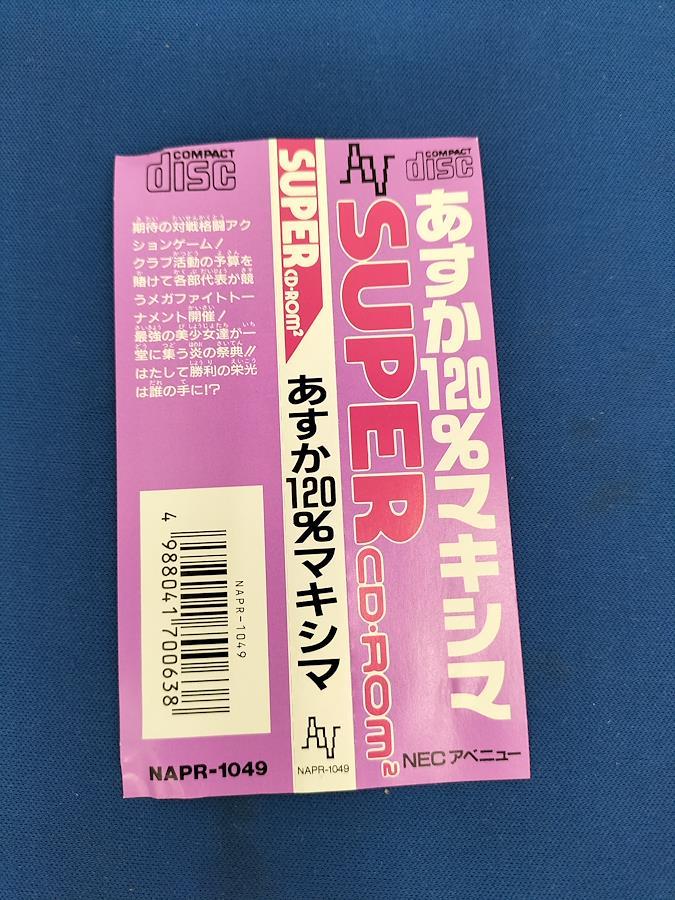 COMPACT
disc
期待の対戦格闘アク
ションゲーム!
クラブ活動の予算を
賭けて各部代表が競
うメガファイトトー
ナメント開催!
最強の美少女達が一
堂に集う炎の祭典!!
はたして勝利の栄光
は誰の手に!?
4 988041 700638
NAPR-1049
NAPR-1049
SUPER CD-ROM²
あすか120%マキシマ
AV
NAPR-1049
AV
SUPER CD·ROM²
COMPACT
disc
あすか120%マキシマ
NECアベニュー